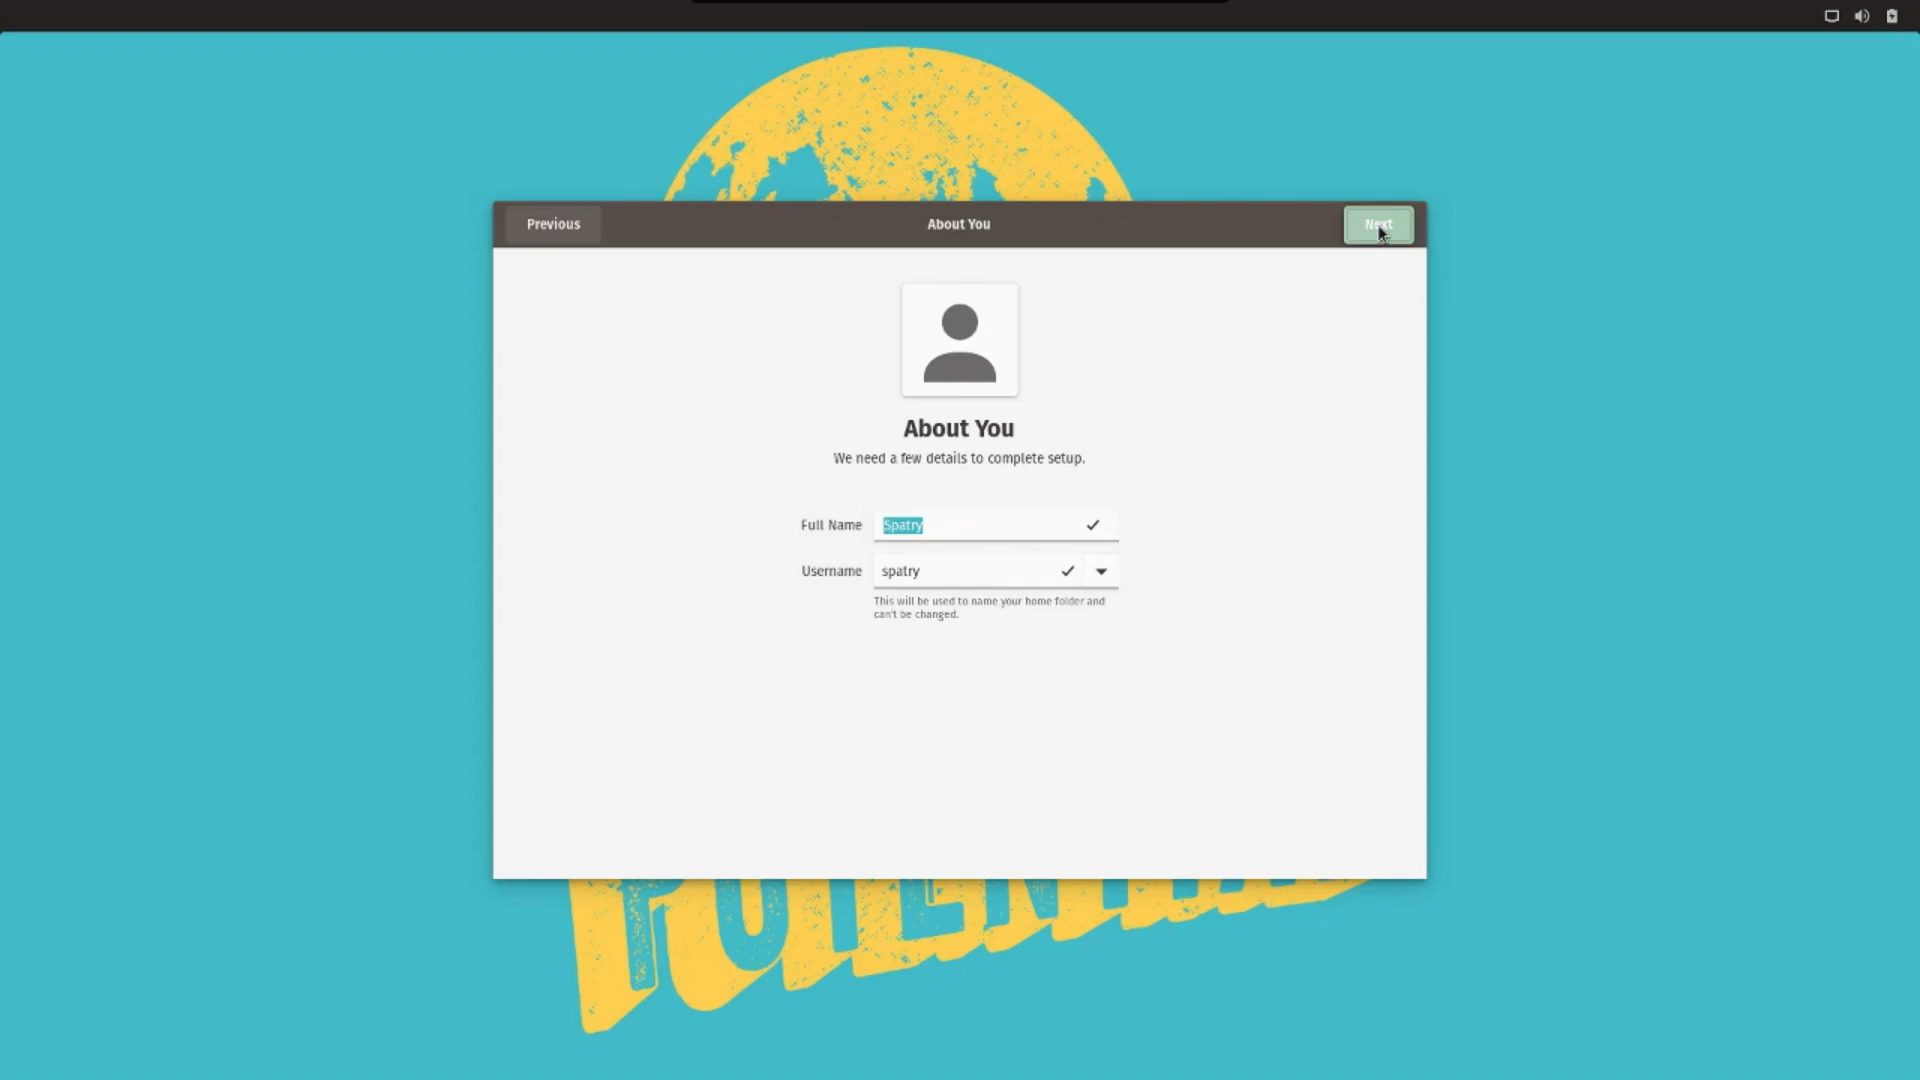 Previous
About You
Next
About You
We need a few details to complete setup.
Full Name
Spatry
Username
spatry
This will be used to name your home folder and
can't be changed.